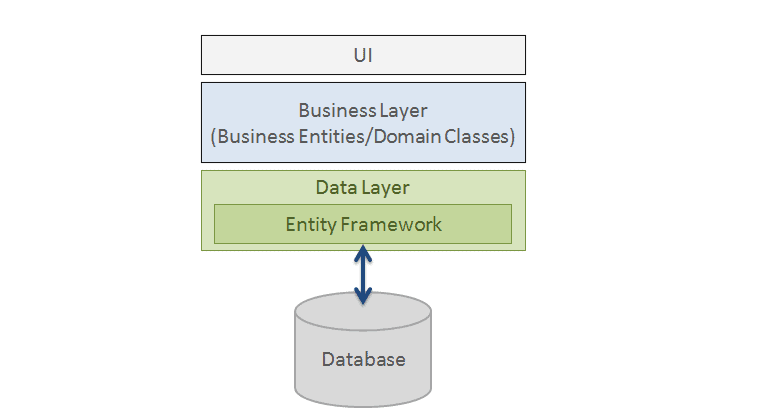 UI
Business Layer
(Business Entities/Domain Classes)
Data Layer
Entity Framework
Database